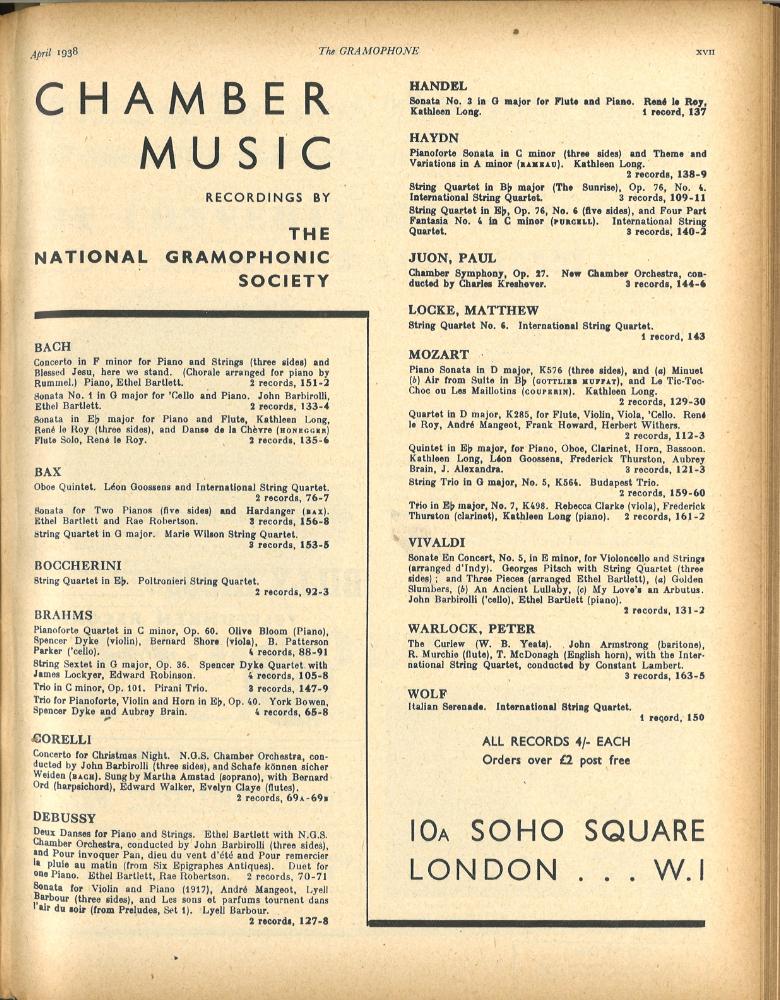 April 1938
The GRAMOPHONE
XVII
CHAMBER
MUSIC
RECORDINGS BY
THE
NATIONAL GRAMOPHONIC
SOCIETY
BACH
Concerto in F minor for Piano and Strings (three sides) and
Blessed Jesu, here we stand. (Chorale arranged for piano by
Rummel.) Piano, Ethel Bartlett. 2 records, 151-2
Sonata No. 1 in G major for 'Cello and Piano. John Barbirolli,
Ethel Bartlett. 2 records, 133-4
Sonata in E♭ major for Piano and Flute, Kathleen Long,
René le Roy (three sides), and Danse de la Chèvre (HONEGGER)
Flute Solo, René le Roy. 2 records, 135-6
BAX
Oboe Quintet. Léon Goossens and International String Quartet.
2 records, 76-7
Sonata for Two Pianos (five sides) and Hardanger (BAX).
Ethel Bartlett and Rae Robertson. 3 records, 156-8
String Quartet in G major. Marie Wilson String Quartet.
3 records, 153-5
BOCCHERINI
String Quartet in E♭. Poltronieri String Quartet.
2 records, 92-3
BRAHMS
Pianoforte Quartet in C minor, Op. 60. Olive Bloom (Piano),
Spencer Dyke (violin), Bernard Shore (viola), B. Patterson
Parker ('cello). 4 records, 88-91
String Sextet in G major, Op. 36. Spencer Dyke Quartet with
James Lockyer, Edward Robinson. 4 records, 105-8
Trio in C minor, Op. 101. Pirani Trio. 3 records, 147-9
Trio for Pianoforte, Violin and Horn in E♭, Op. 40. York Bowen,
Spencer Dyke and Aubrey Brain. 4 records, 65-8
CORELLI
Concerto for Christmas Night. N.G.S. Chamber Orchestra, con-
ducted by John Barbirolli (three sides), and Schafe können sicher
Weiden (BACH). Sung by Martha Amstad (soprano), with Bernard
Ord (harpsichord), Edward Walker, Evelyn Claye (flutes).
2 records, 69A-69B
DEBUSSY
Deux Danses for Piano and Strings. Ethel Bartlett with N.G.S.
Chamber Orchestra, conducted by John Barbirolli (three sides),
and Pour invoquer Pan, dieu du vent d'été and Pour remercier
la pluie au matin (from Six Epigraphes Antiques). Duet for
one Piano. Ethel Bartlett, Rae Robertson. 2 records, 70-71
Sonata for Violin and Piano (1917), André Mangeot, Lyell
Barbour (three sides), and Les sons et parfums tournent dans
l'air du soir (from Preludes, Set 1). Lyell Barbour.
2 records, 127-8
HANDEL
Sonata No. 3 in G major for Flute and Piano. René le Roy,
Kathleen Long. 1 record, 137
HAYDN
Pianoforte Sonata in C minor (three sides) and Theme and
Variations in A minor (RAMEAU). Kathleen Long.
2 records, 138-9
String Quartet in B♭ major (The Sunrise), Op. 76, No. 4.
International String Quartet. 3 records, 109-11
String Quartet in E♭, Op. 76, No. 6 (five sides), and Four Part
Fantasia No. 4 in C minor (PURCELL). International String
Quartet. 3 records, 140-2
JUON, PAUL
Chamber Symphony, Op. 27. New Chamber Orchestra, con-
ducted by Charles Kreshover. 3 records, 144-6
LOCKE, MATTHEW
String Quartet No. 6. International String Quartet.
1 record, 143
MOZART
Piano Sonata in D major, K576 (three sides), and (a) Minuet
(b) Air from Suite in B♭ (GOTTLIEB MUFFAT), and Le Tic-Toc-
Choc ou Les Maillotins (COUPERIN). Kathleen Long.
2 records, 129-30
Quartet in D major, K285, for Flute, Violin, Viola, 'Cello. René
le Roy, André Mangeot, Frank Howard, Herbert Withers.
2 records, 112-3
Quintet in E♭ major, for Piano, Oboe, Clarinet, Horn, Bassoon.
Kathleen Long, Léon Goossens, Frederick Thurston, Aubrey
Brain, J. Alexandra. 3 records, 121-3
String Trio in G major, No. 5, K564. Budapest Trio.
2 records, 159-60
Trio in E♭ major, No. 7, K498. Rebecca Clarke (viola), Frederick
Thurston (clarinet), Kathleen Long (piano). 2 records, 161-2
VIVALDI
Sonate En Concert, No. 5, in E minor, for Violoncello and Strings
(arranged d'Indy). Georges Pitsch with String Quartet (three
sides); and Three Pieces (arranged Ethel Bartlett), (a) Golden
Slumbers, (b) An Ancient Lullaby, (c) My Love's an Arbutus.
John Barbirolli ('cello), Ethel Bartlett (piano).
2 records, 131-2
WARLOCK, PETER
The Curlew (W. B. Yeats). John Armstrong (baritone),
R. Murchie (flute), T. McDonagh (English horn), with the Inter-
national String Quartet, conducted by Constant Lambert.
3 records, 163-5
WOLF
Italian Serenade. International String Quartet.
1 record, 150
ALL RECORDS 4/- EACH
Orders over £2 post free
10A SOHO SQUARE
LONDON . . . W.1